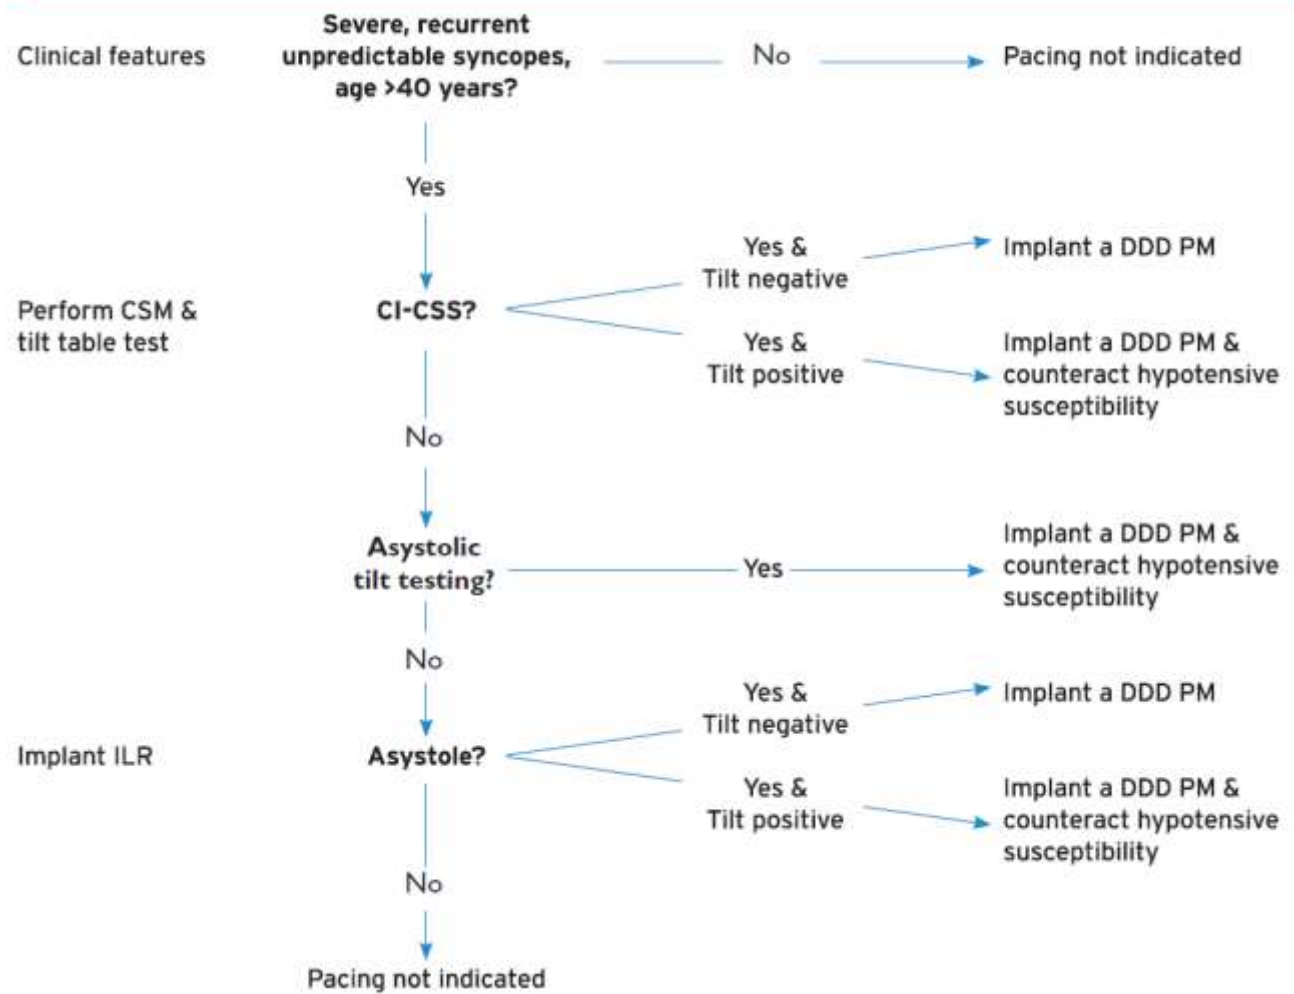 Clinical features
Severe, recurrent
unpredictable syncopes,
age >40 years?
No
Pacing not indicated
Yes
Perform CSM &
tilt table test
CI-CSS?
Yes &
Tilt negative
Implant a DDD PM
Yes &
Tilt positive
Implant a DDD PM &
counteract hypotensive
susceptibility
No
Asystolic
tilt testing?
Yes
Implant a DDD PM &
counteract hypotensive
susceptibility
No
Implant ILR
Asystole?
Yes &
Tilt negative
Implant a DDD PM
Yes &
Tilt positive
Implant a DDD PM &
counteract hypotensive
susceptibility
No
Pacing not indicated